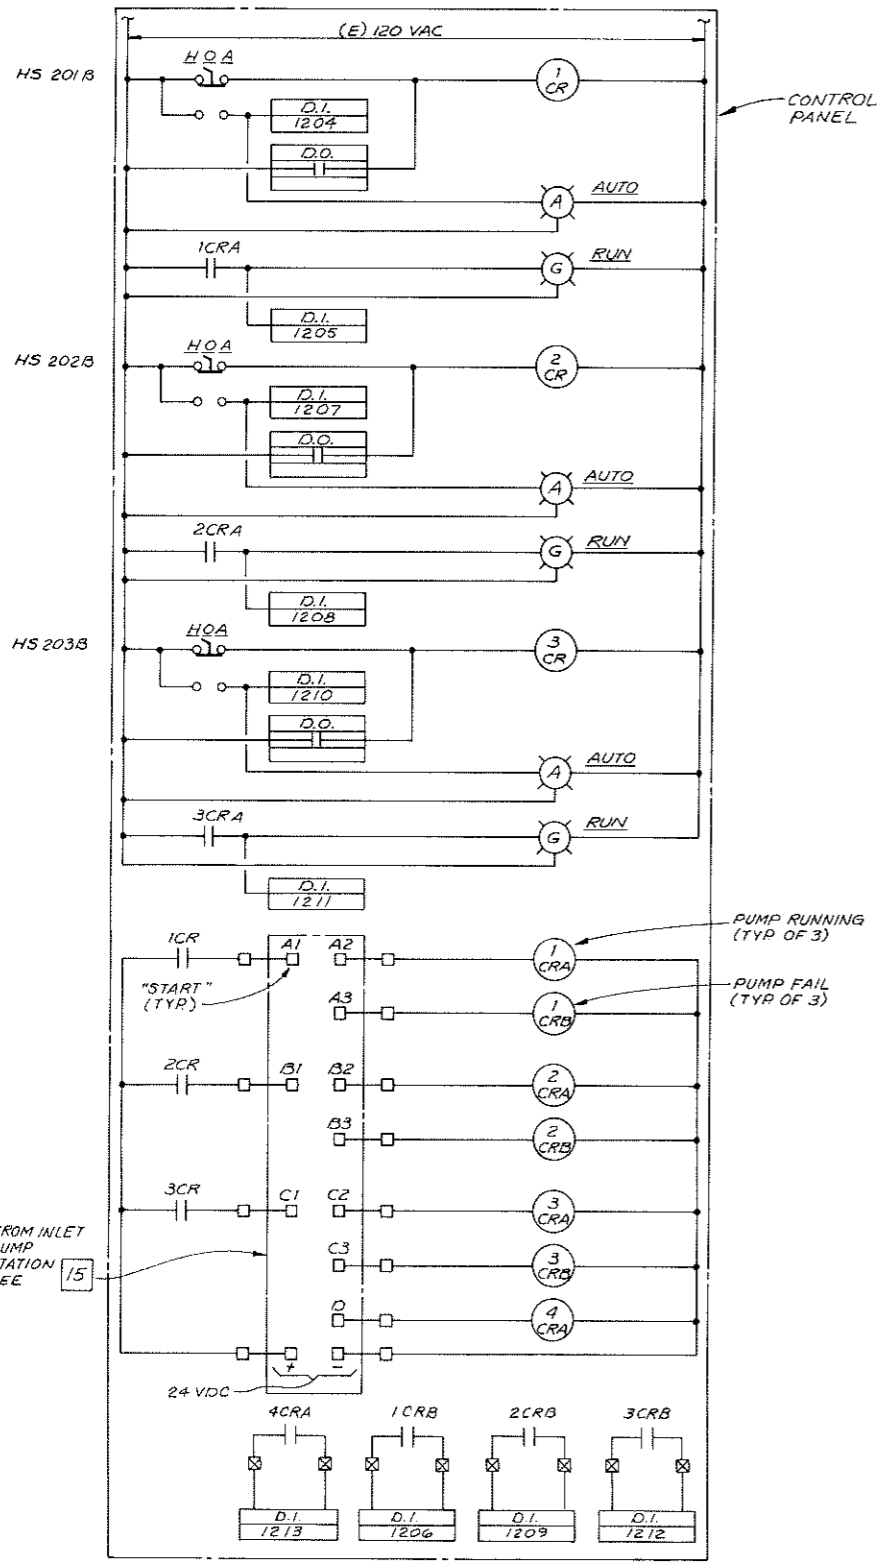 (E) 120 VAC
HS 201B
H O A
1
CR
CONTROL
PANEL
D.I.
1204
D.O.
A
AUTO
1CRA
G
RUN
D.I.
1205
HS 202B
H O A
2
CR
D.I.
1207
D.O.
A
AUTO
2CRA
G
RUN
D.I.
1208
HS 203B
H O A
3
CR
D.I.
1210
D.O.
A
AUTO
3CRA
G
RUN
D.I.
1211
1CR
A1
A2
1
CRA
PUMP RUNNING
(TYP. OF 3)
"START"
(TYP.)
A3
1
CRB
PUMP FAIL
(TYP OF 3)
2CR
B1
B2
2
CRA
B3
2
CRB
3CR
C1
C2
3
CRA
C3
3
CRB
ROM INLET
UMP
TATION
EE
15
D
4
CRA
+
-
24 VDC
4CRA
1CRB
2CRB
3CRB
D.I.
1213
D.I.
1206
D.I.
1209
D.I.
1212